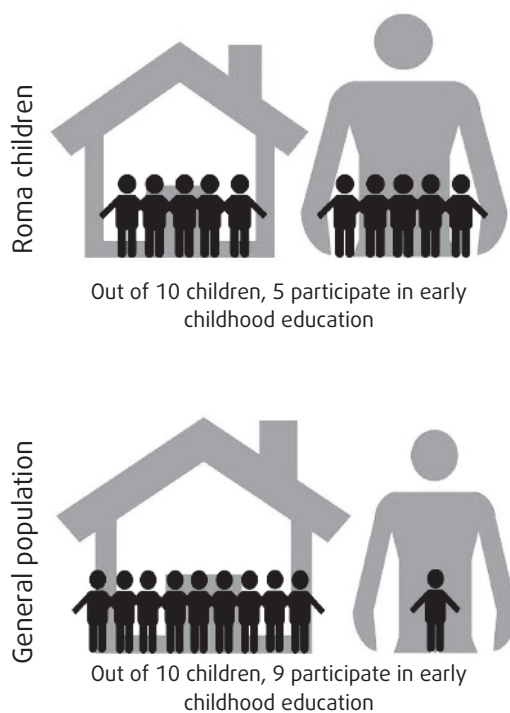 Roma children
Out of 10 children, 5 participate in early
childhood education
General population
Out of 10 children, 9 participate in early
childhood education